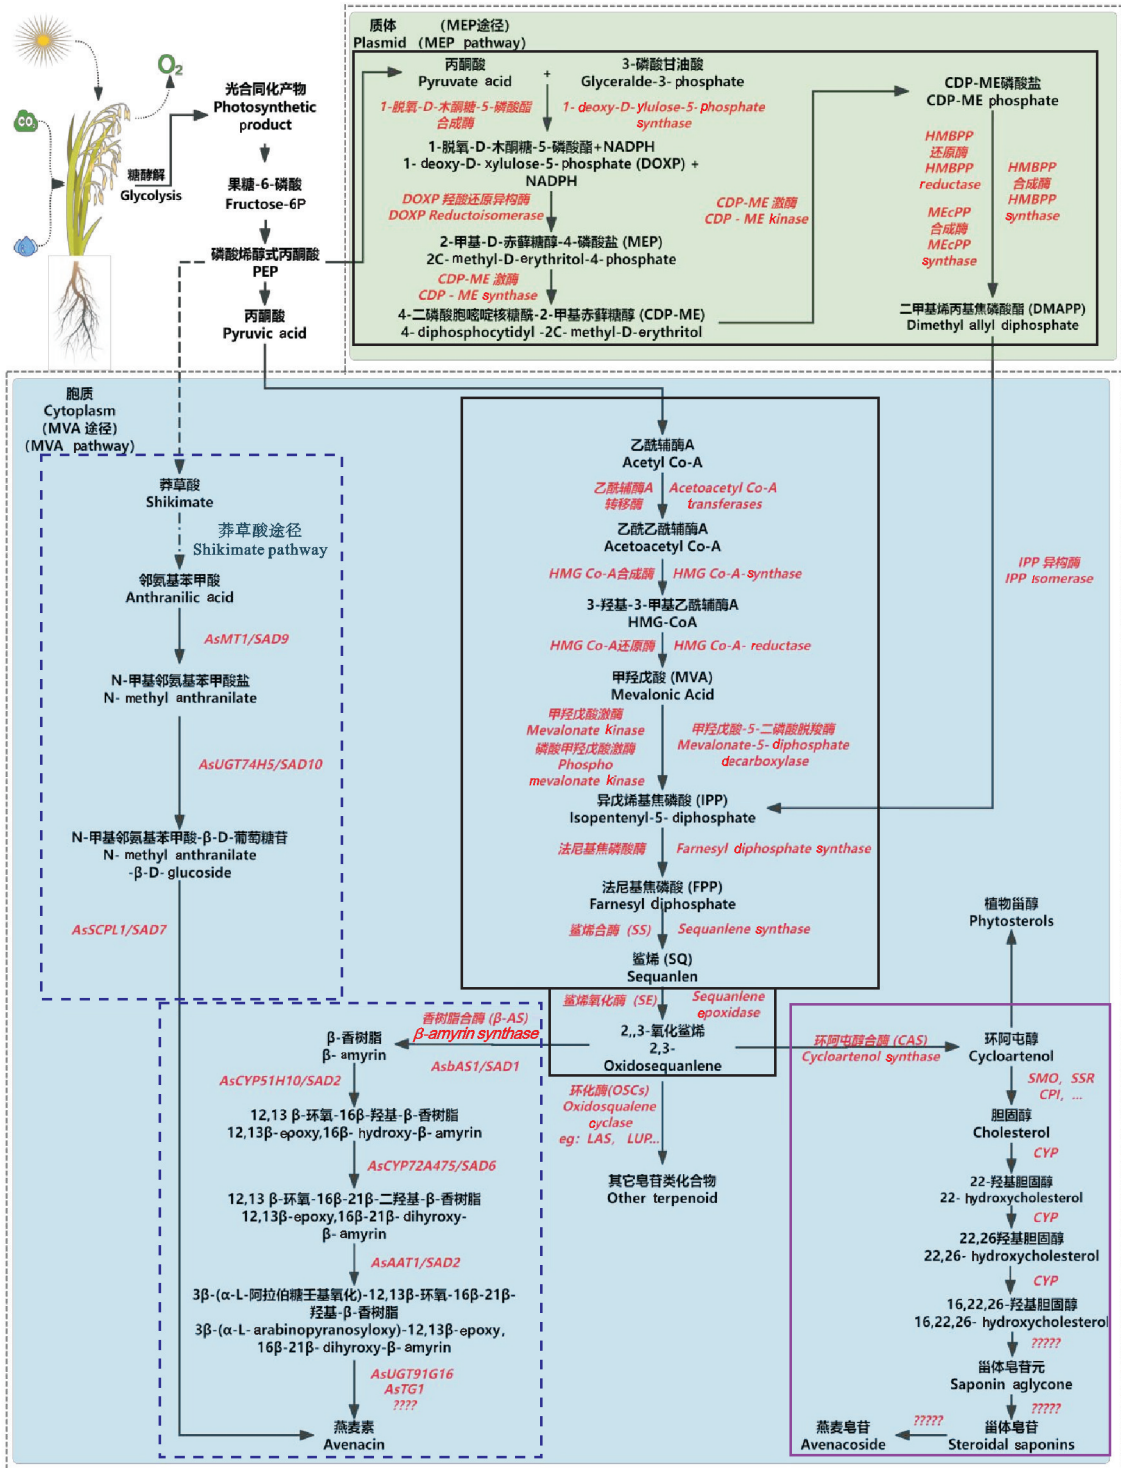 质体
(MEP途径)
Plasmid
(MEP pathway)
O2
CO2
光合同化产物
Photosynthetic
product
糖酵解
Glycolysis
果糖-6-磷酸
Fructose-6P
磷酸烯醇式丙酮酸
PEP
丙酮酸
Pyruvic acid
丙酮酸
Pyruvate acid
+
3-磷酸甘油酸
Glyceralde-3-phosphate
1-脱氧-D-木酮糖-5-磷酸酯
合成酶
1-deoxy-D-ylulose-5-phosphate
synthase
1-脱氧-D-木酮糖-5-磷酸酯+NADPH
1-deoxy-D-xylulose-5-phosphate (DOXP) +
NADPH
DOXP 羟酸还原异构酶
DOXP Reductoisomerase
2-甲基-D-赤藓糖醇-4-磷酸盐 (MEP)
2C-methyl-D-erythritol-4-phosphate
CDP-ME 激酶
CDP-ME synthase
4-二磷酸胞嘧啶核糖酰-2-甲基赤藓糖醇 (CDP-ME)
4-diphosphocytidyl-2C-methyl-D-erythritol
CDP-ME 激酶
CDP-ME kinase
CDP-ME磷酸盐
CDP-ME phosphate
HMBPP
还原酶
HMBPP
reductase
MEcPP
合成酶
MEcPP
synthase
HMBPP
合成酶
HMBPP
synthase
二甲基烯丙基焦磷酸酯 (DMAPP)
Dimethyl allyl diphosphate
胞质
Cytoplasm
(MVA 途径)
(MVA pathway)
莽草酸
Shikimate
莽草酸途径
Shikimate pathway
邻氨基苯甲酸
Anthranilic acid
AsMT1/SAD9
N-甲基邻氨基苯甲酸盐
N-methyl anthranilate
AsUGT74H5/SAD10
N-甲基邻氨基苯甲酸-β-D-葡萄糖苷
N-methyl anthranilate
-β-D-glucoside
AsSCPL1/SAD7
乙酰辅酶A
Acetyl Co-A
乙酰辅酶A
转移酶
Acetoacetyl Co-A
transferases
乙酰乙酰辅酶A
Acetoacetyl Co-A
HMG Co-A合成酶
HMG Co-A-synthase
3-羟基-3-甲基乙酰辅酶A
HMG-CoA
HMG Co-A还原酶
HMG Co-A-reductase
甲羟戊酸 (MVA)
Mevalonic Acid
甲羟戊酸激酶
Mevalonate kinase
磷酸甲羟戊酸激酶
Phospho
mevalonate kinase
甲羟戊酸-5-二磷酸脱羧酶
Mevalonate-5-diphosphate
decarboxylase
异戊烯基焦磷酸 (IPP)
Isopentenyl-5-diphosphate
IPP 异构酶
IPP Isomerase
法尼基焦磷酸酶
Farnesyl diphosphate synthase
法尼基焦磷酸 (FPP)
Farnesyl diphosphate
鲨烯合酶 (SS)
Sequanlene synthase
鲨烯 (SQ)
Sequanlen
鲨烯氧化酶 (SE)
Sequanlene
epoxidase
2,,3-氧化鲨烯
2,3-
Oxidosequanlene
香树脂合酶 (β-AS)
β-amyrin synthase
AsbAS1/SAD1
β-香树脂
β-amyrin
AsCYP51H10/SAD2
12,13 β-环氧-16β-羟基-β-香树脂
12,13β-epoxy,16β-hydroxy-β-amyrin
AsCYP72A475/SAD6
12,13 β-环氧-16β-21β-二羟基-β-香树脂
12,13β-epoxy,16β-21β-dihyroxy-
β-amyrin
AsAAT1/SAD2
3β-(α-L-阿拉伯糖壬基氧化)-12,13β-环氧-16β-21β-
羟基-β-香树脂
3β-(α-L-arabinopyranosyloxy)-12,13β-epoxy,
16β-21β-dihyroxy-β-amyrin
AsUGT91G16
AsTG1
????
燕麦素
Avenacin
环化酶(OSCs)
Oxidosqualene
cyclase
eg: LAS, LUP...
其它皂苷类化合物
Other terpenoid
植物甾醇
Phytosterols
环阿屯醇合酶 (CAS)
Cycloartenol synthase
环阿屯醇
Cycloartenol
SMO, SSR
CPI, ...
胆固醇
Cholesterol
CYP
22-羟基胆固醇
22-hydroxycholesterol
CYP
22,26羟基胆固醇
22,26-hydroxycholesterol
CYP
16,22,26-羟基胆固醇
16,22,26-hydroxycholesterol
?????
甾体皂苷元
Saponin aglycone
?????
甾体皂苷
Steroidal saponins
?????
燕麦皂苷
Avenacoside